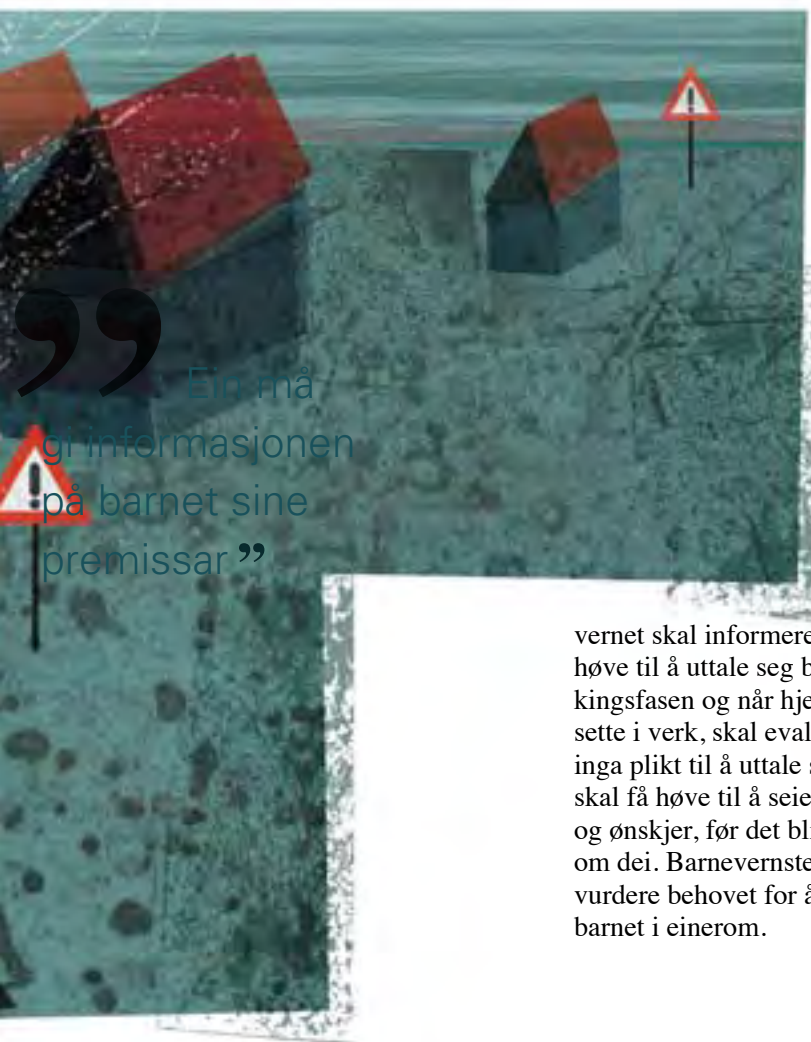 ” Ein må
gi informasjonen
på barnet sine
premissar ”
vernet skal informere
høve til å uttale seg b
kingsfasen og når hje
sette i verk, skal eval
inga plikt til å uttale s
skal få høve til å seie
og ønskjer, før det bl
om dei. Barnevernste
vurdere behovet for å
barnet i einerom.